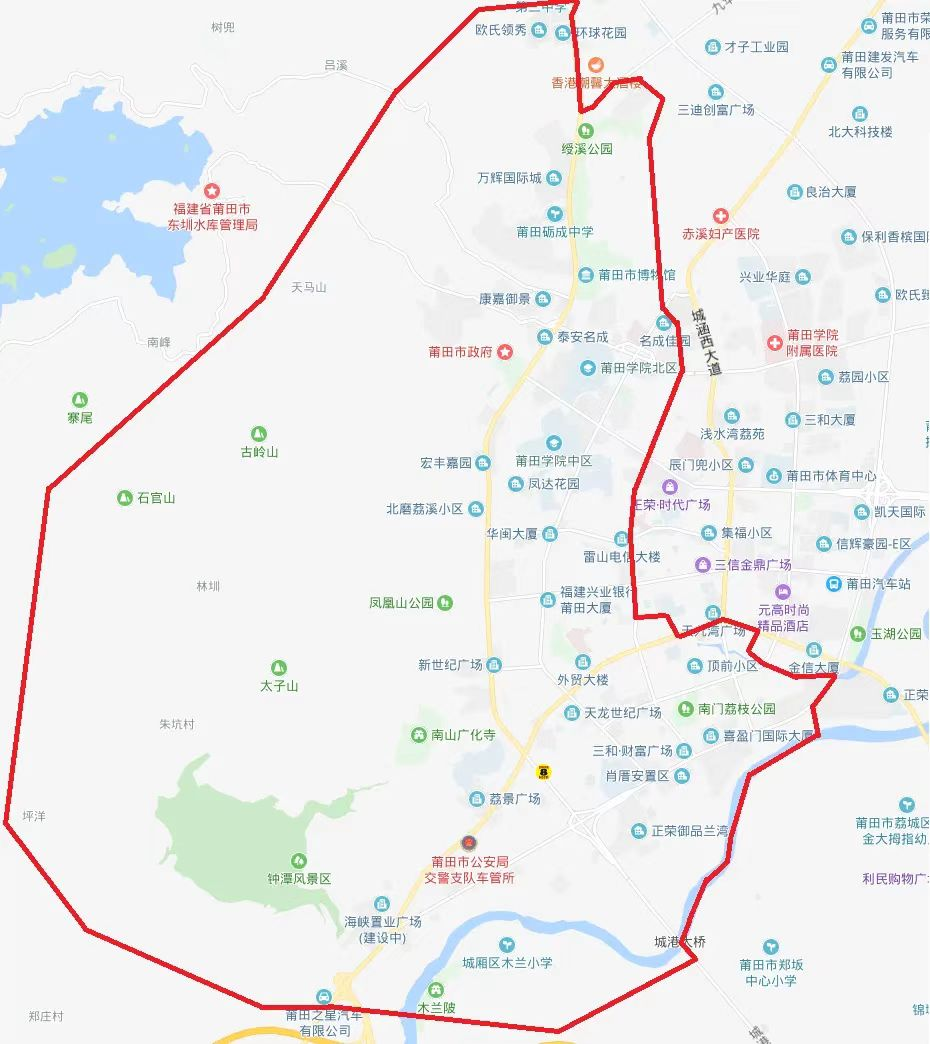 第二中学
树兜
欧氏领秀
环球花园
莆田市荣
服务有限
才子工业园
吕溪
莆田建发汽车
有限公司
香港潮馨大酒楼
三迪创富广场
北大科技楼
绶溪公园
万辉国际城
良治大厦
福建省莆田市
东圳水库管理局
莆田砺成中学
赤溪妇产医院
保利香槟国际
莆田市博物馆
兴业华庭
天马山
康嘉御景
欧氏
城涵西大道
泰安名成
名成佳园
南峰
莆田市政府
莆田学院
附属医院
莆田学院北区
荔园小区
寨尾
三和大厦
浅水湾荔苑
古岭山
宏丰嘉园
莆田学院中区
辰门兜小区
莆田市体育中心
石官山
凤达花园
正荣·时代广场
北磨荔溪小区
凯天国际
华闽大厦
集福小区
雷山电信大楼
信辉豪园-E区
三信金鼎广场
林圳
莆田汽车站
凤凰山公园
福建兴业银行
莆田大厦
元高时尚
精品酒店
天九湾广场
玉湖公园
新世纪广场
外贸大楼
顶前小区
金信大厦
太子山
正荣
朱坑村
天龙世纪广场
南门荔枝公园
南山广化寺
喜盈门国际大厦
三和·财富广场
肖厝安置区
荔景广场
坪洋
正荣御品兰湾
莆田市荔城区
金大拇指幼儿
莆田市公安局
交警支队车管所
钟潭风景区
利民购物广场
海峡置业广场
(建设中)
城港大桥
城厢区木兰小学
莆田市郑坂
中心小学
木兰陂
莆田之星汽车
有限公司
郑庄村
锦城
城港